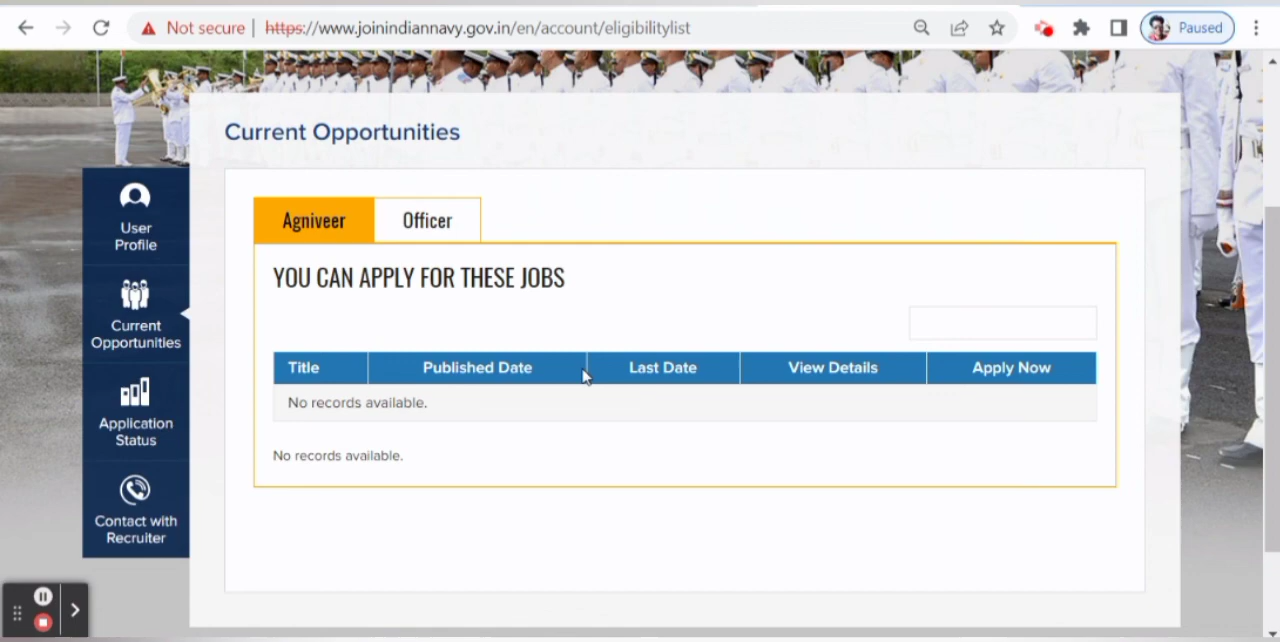 Not secure
https://www.joinindiannavy.gov.in/en/account/eligibilitylist
Paused
Current Opportunities
User
Profile
Current
Opportunities
Application
Status
Contact with
Recruiter
Agniveer
Officer
YOU CAN APPLY FOR THESE JOBS
Title
Published Date
Last Date
View Details
Apply Now
No records available.
No records available.